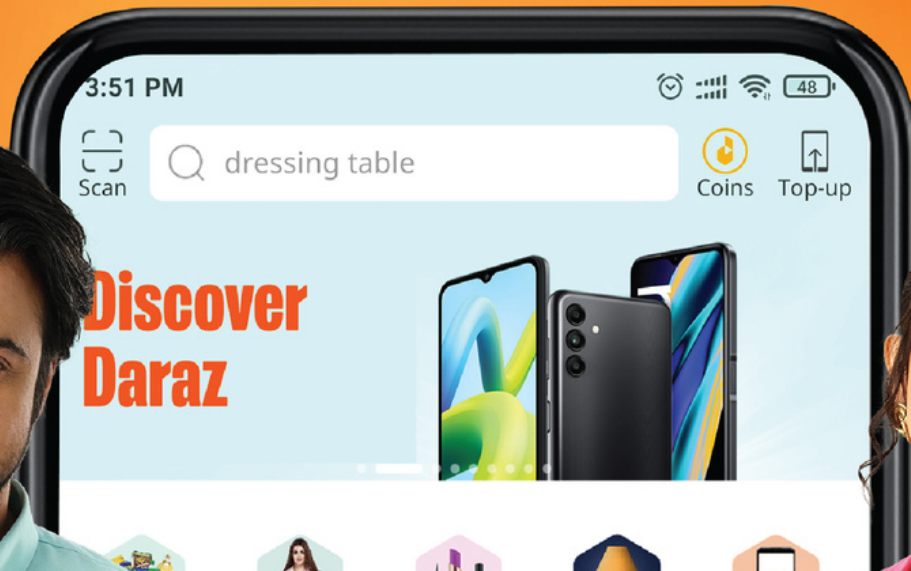 3:51 PM
48
dressing table
Scan
Coins
Top-up
Discover
Daraz